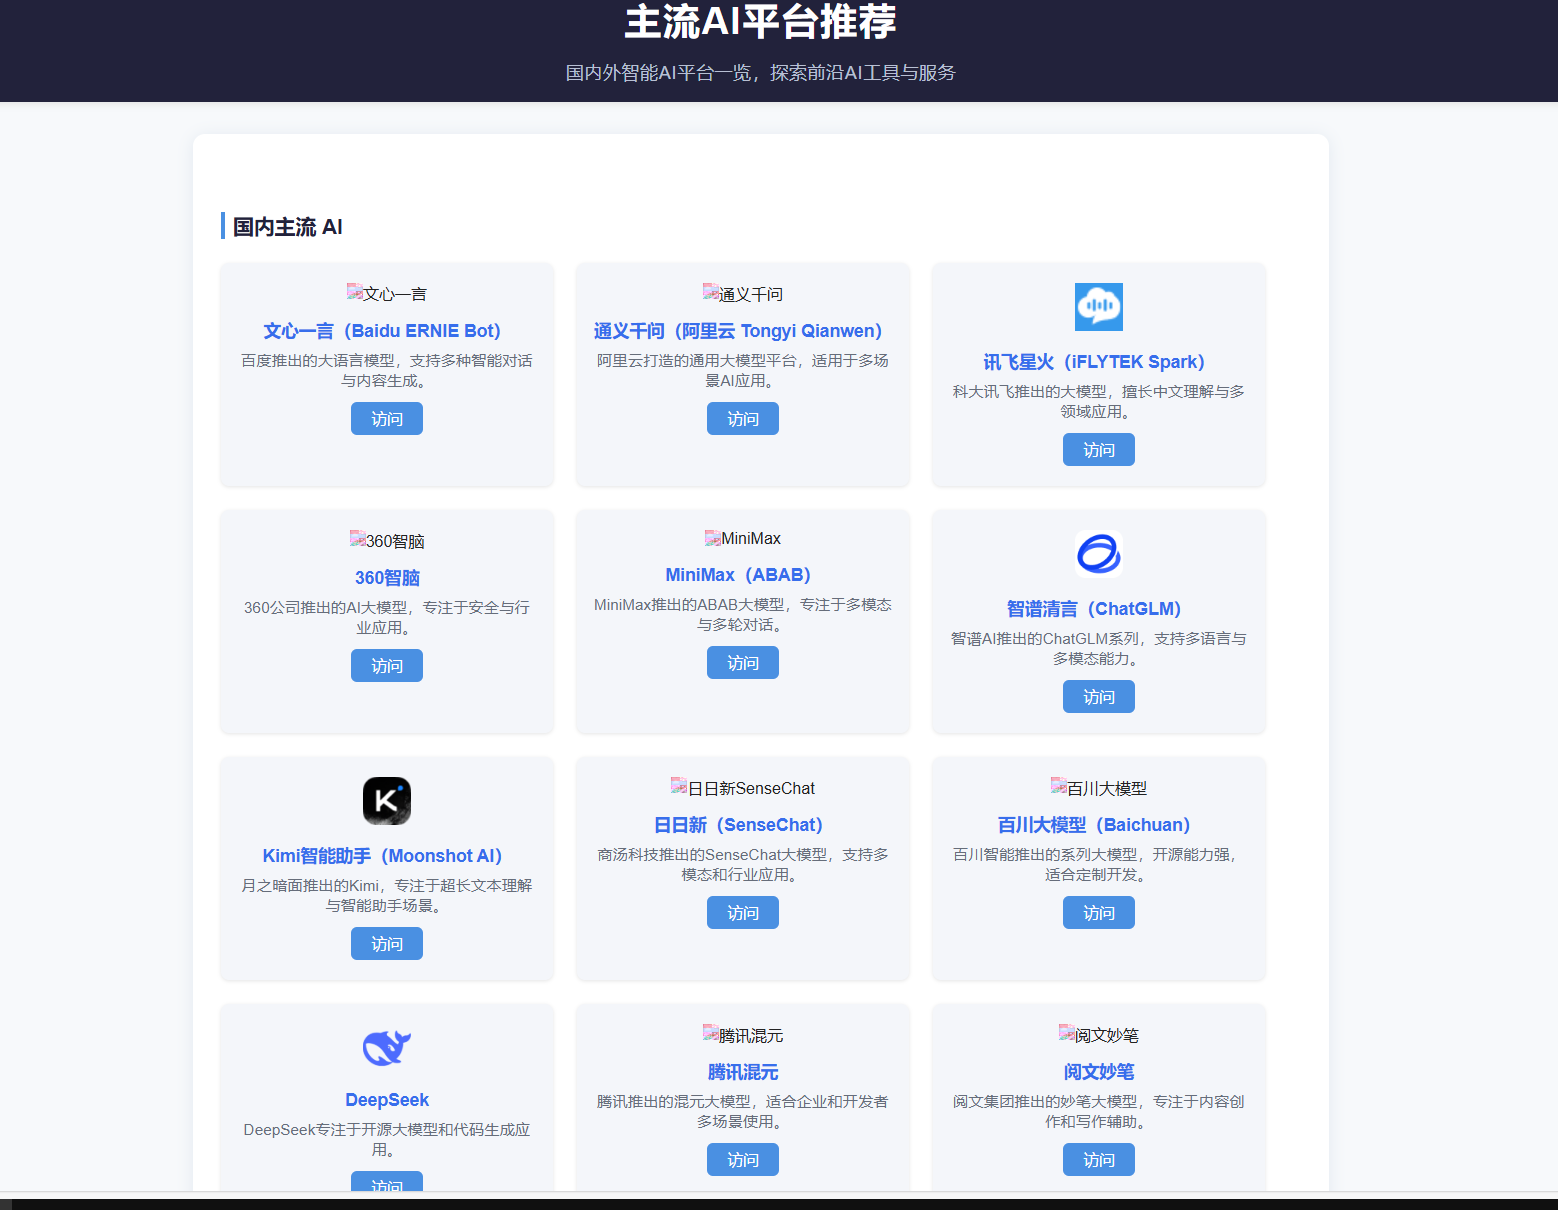 主流AI平台推荐
国内外智能AI平台一览，探索前沿AI工具与服务
国内主流 AI
文心一言
文心一言（Baidu ERNIE Bot）
百度推出的大语言模型，支持多种智能对话
与内容生成。
访问
通义千问
通义千问（阿里云 Tongyi Qianwen）
阿里云打造的通用大模型平台，适用于多场
景AI应用。
访问
讯飞星火（iFLYTEK Spark）
科大讯飞推出的大模型，擅长中文理解与多
领域应用。
访问
360智脑
360智脑
360公司推出的AI大模型，专注于安全与行
业应用。
访问
MiniMax
MiniMax（ABAB）
MiniMax推出的ABAB大模型，专注于多模态
与多轮对话。
访问
智谱清言（ChatGLM）
智谱AI推出的ChatGLM系列，支持多语言与
多模态能力。
访问
Kimi智能助手（Moonshot AI）
月之暗面推出的Kimi，专注于超长文本理解
与智能助手场景。
访问
日日新SenseChat
日日新（SenseChat）
商汤科技推出的SenseChat大模型，支持多
模态和行业应用。
访问
百川大模型
百川大模型（Baichuan）
百川智能推出的系列大模型，开源能力强，
适合定制开发。
访问
DeepSeek
DeepSeek专注于开源大模型和代码生成应
用。
访问
腾讯混元
腾讯混元
腾讯推出的混元大模型，适合企业和开发者
多场景使用。
访问
阅文妙笔
阅文妙笔
阅文集团推出的妙笔大模型，专注于内容创
作和写作辅助。
访问